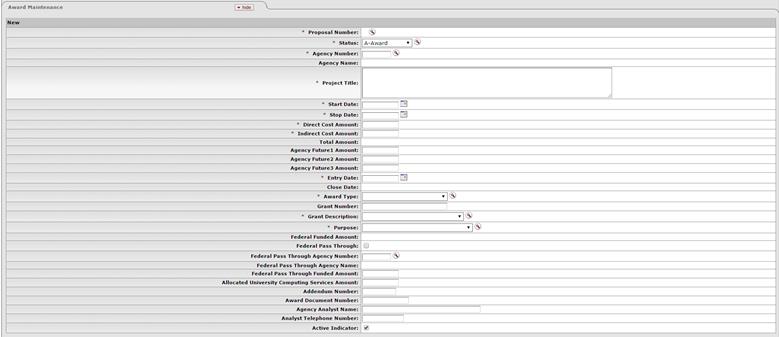 Award Maintenance
hide
New
* Proposal Number:
* Status: A-Award
* Agency Number:
Agency Name:
* Project Title:
* Start Date:
* Stop Date:
* Direct Cost Amount:
* Indirect Cost Amount:
Total Amount:
Agency Future1 Amount:
Agency Future2 Amount:
Agency Future3 Amount:
* Entry Date:
Close Date:
* Award Type:
Grant Number:
* Grant Description:
* Purpose:
Federal Funded Amount:
Federal Pass Through:
Federal Pass Through Agency Number:
Federal Pass Through Agency Name:
Federal Pass Through Funded Amount:
Allocated University Computing Services Amount:
Addendum Number:
Award Document Number:
Agency Analyst Name:
Analyst Telephone Number:
Active Indicator: